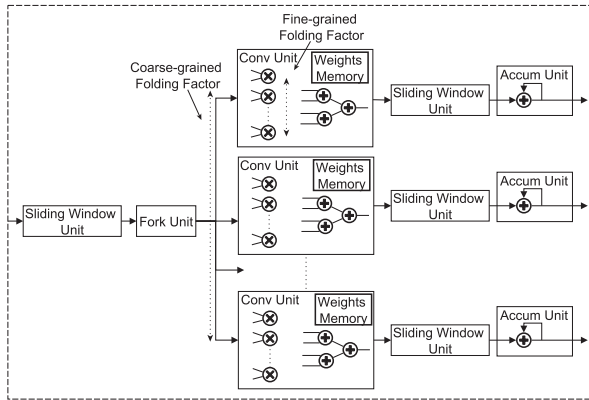 Fine-grained
Folding Factor
Coarse-grained
Folding Factor
Conv Unit
Weights
Memory
Sliding Window
Unit
Accum Unit
Conv Unit
Weights
Memory
Sliding Window
Unit
Accum Unit
Sliding Window
Unit
Fork Unit
Conv Unit
Weights
Memory
Sliding Window
Unit
Accum Unit